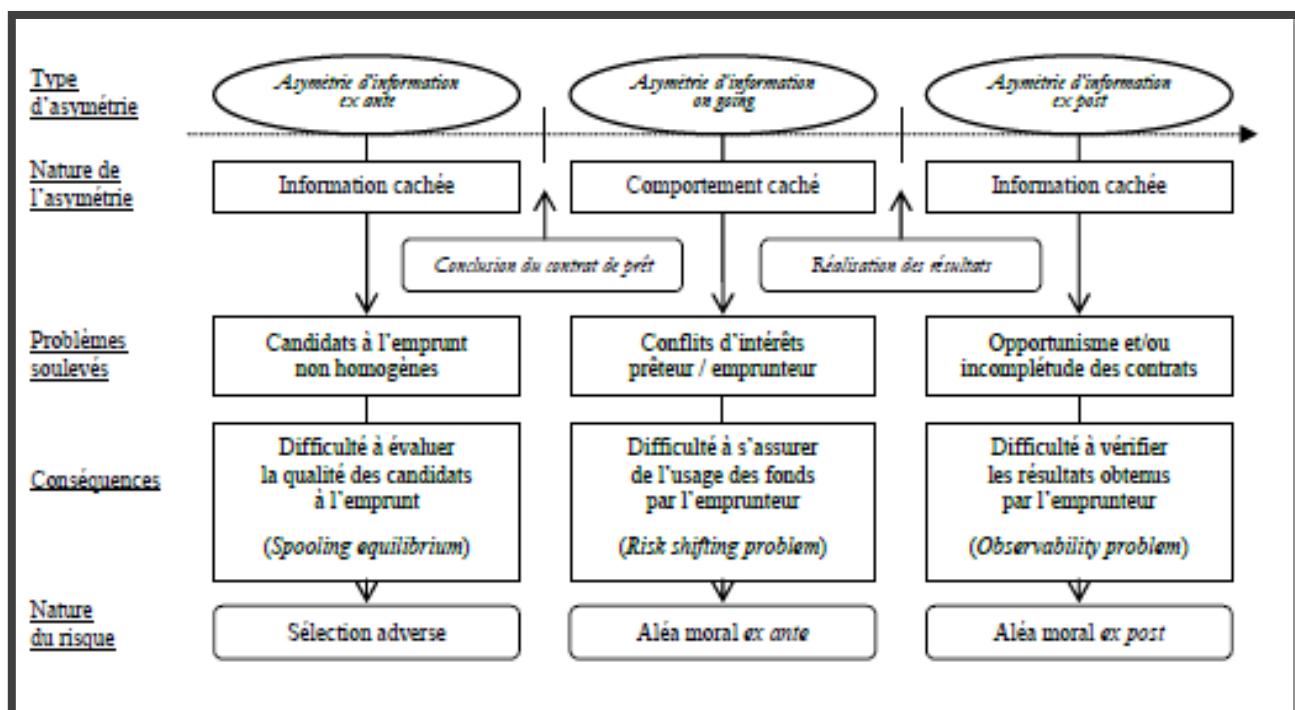 Type
d'asymétrie
Asymétrie d'information
ex ante
Asymétrie d'information
on going
Asymétrie d'information
ex post
Nature de
l'asymétrie
Information cachée
Comportement caché
Information cachée
Conclusion du contrat de prêt
Réalisation des résultats
Problèmes
soulevés
Candidats à l'emprunt
non homogènes
Conflits d'intérêts
prêteur / emprunteur
Opportunisme et/ou
incomplétude des contrats
Conséquences
Difficulté à évaluer
la qualité des candidats
à l'emprunt
(Spooling equilibrium)
Difficulté à s'assurer
de l'usage des fonds
par l'emprunteur
(Risk shifting problem)
Difficulté à vérifier
les résultats obtenus
par l'emprunteur
(Observability problem)
Nature
du risque
Sélection adverse
Aléa moral ex ante
Aléa moral ex post